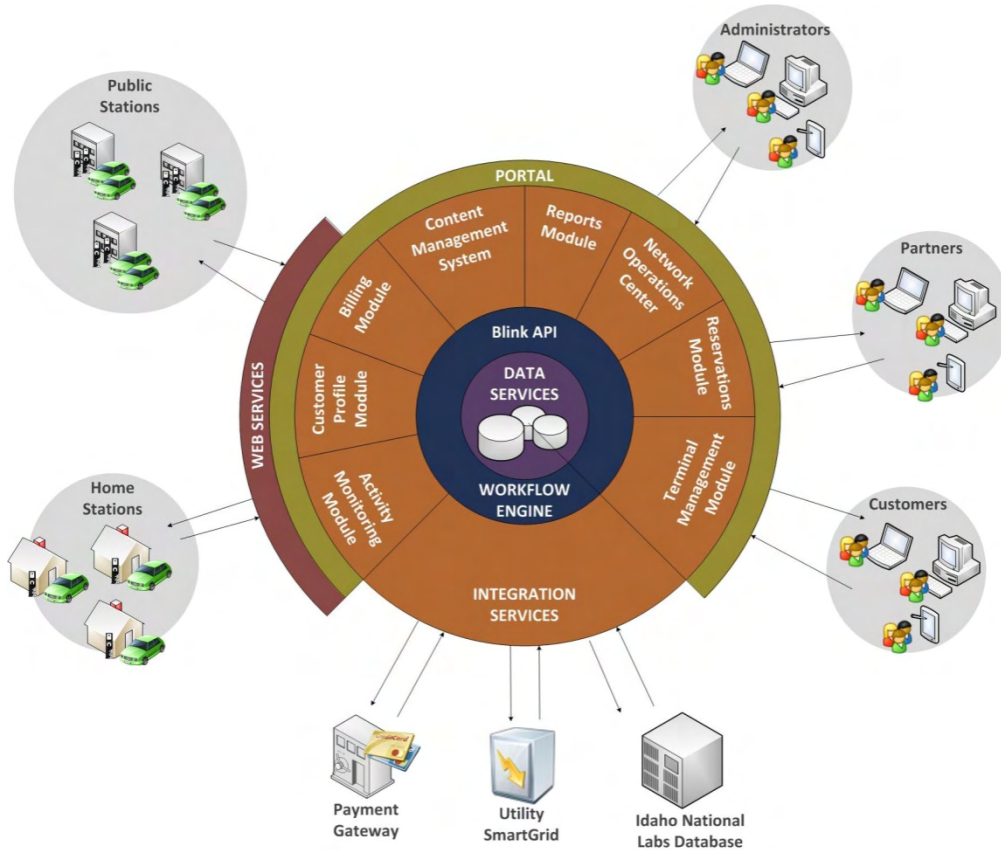 Administrators
Public
Stations
PORTAL
Content
Management
System
Reports
Module
Network
Operations
Center
Partners
Billing
Module
Reservations
Module
Blink API
DATA
SERVICES
WEB SERVICES
Customer
Profile
Module
Home
Stations
Activity
Monitoring
Module
WORKFLOW
ENGINE
Terminal
Management
Module
Customers
INTEGRATION
SERVICES
Payment
Gateway
Utility
SmartGrid
Idaho National
Labs Database